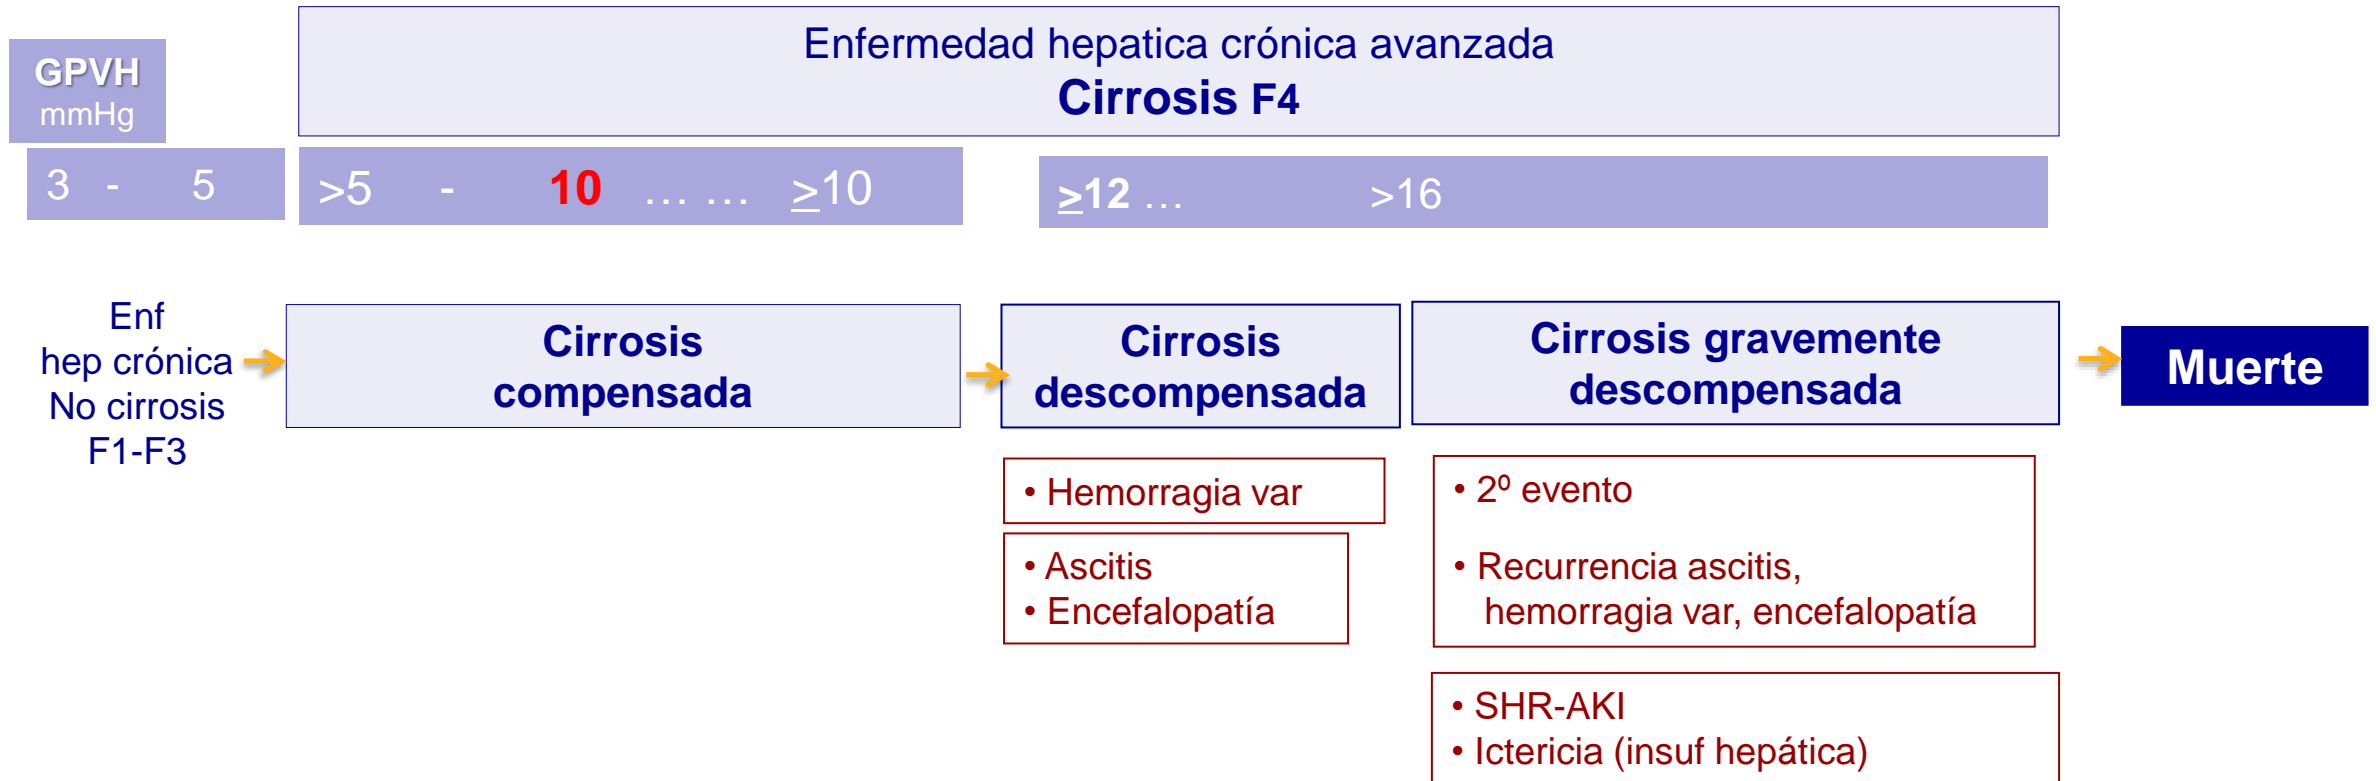 Enfermedad hepatica crónica avanzada
Cirrosis F4
GPVH
mmHg
3 - 5
>5 - 10 … … ≥10
≥12 … >16
Enf
hep crónica
No cirrosis
F1-F3
Cirrosis
compensada
Cirrosis
descompensada
Cirrosis gravemente
descompensada
Muerte
• Hemorragia var
• Ascitis
• Encefalopatía
• 2º evento
• Recurrencia ascitis,
hemorragia var, encefalopatía
• SHR-AKI
• Ictericia (insuf hepática)